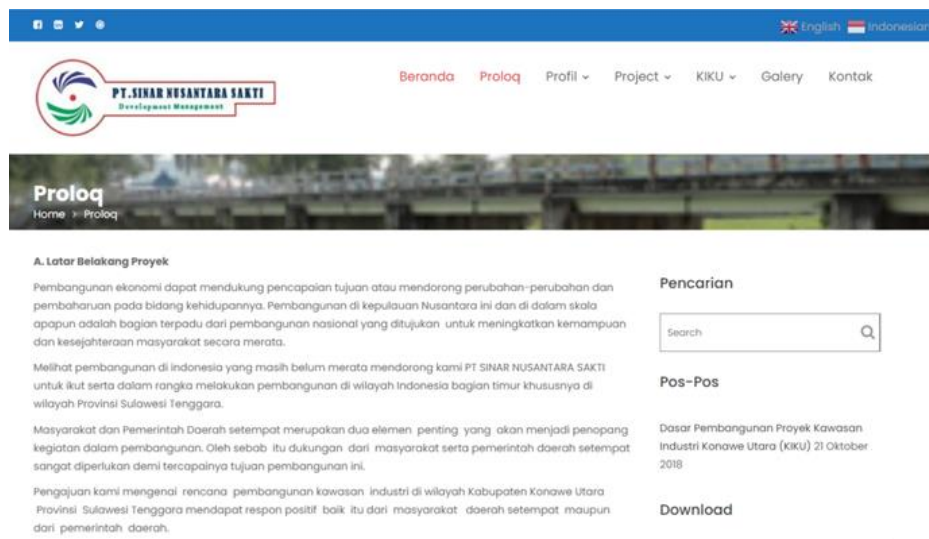 English Indonesian
PT.SINAR NUSANTARA SAKTI
Development Management
Beranda Proloq Profil Project KIKU Galery Kontak
Proloq
Home > Proloq
A. Latar Belakang Proyek
Pembangunan ekonomi dapat mendukung pencapaian tujuan atau mendorong perubahan-perubahan dan
pembaharuan pada bidang kehidupannya. Pembangunan di kepulauan Nusantara ini dan di dalam skala
apapun adalah bagian terpadu dari pembangunan nasional yang ditujukan untuk meningkatkan kemampuan
dan kesejahteraan masyarakat secara merata.
Melihat pembangunan di indonesia yang masih belum merata mendorong kami PT SINAR NUSANTARA SAKTI
untuk ikut serta dalam rangka melakukan pembangunan di wilayah Indonesia bagian timur khususnya di
wilayah Provinsi Sulawesi Tenggara.
Masyarakat dan Pemerintah Daerah setempat merupakan dua elemen penting yang akan menjadi penopang
kegiatan dalam pembangunan. Oleh sebab itu dukungan dari masyarakat serta pemerintah daerah setempat
sangat diperlukan demi tercapainya tujuan pembangunan ini.
Pengajuan kami mengenai rencana pembangunan kawasan industri di wilayah Kabupaten Konawe Utara
Provinsi Sulawesi Tenggara mendapat respon positif baik itu dari masyarakat daerah setempat maupun
dari pemerintah daerah.
Pencarian
Search
Pos-Pos
Dasar Pembangunan Proyek Kawasan
Industri Konawe Utara (KIKU) 21 Oktober
2018
Download